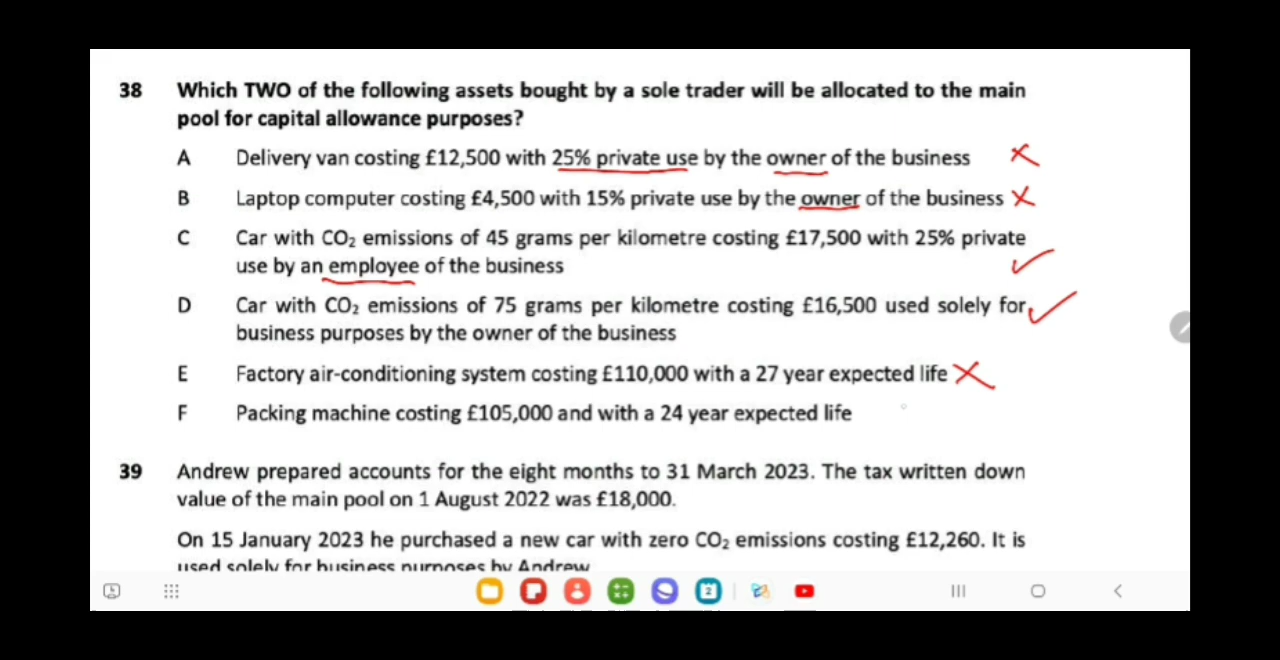 38 Which TWO of the following assets bought by a sole trader will be allocated to the main
pool for capital allowance purposes?
A Delivery van costing £12,500 with 25% private use by the owner of the business
B Laptop computer costing £4,500 with 15% private use by the owner of the business
C Car with CO₂ emissions of 45 grams per kilometre costing £17,500 with 25% private
use by an employee of the business
D Car with CO₂ emissions of 75 grams per kilometre costing £16,500 used solely for
business purposes by the owner of the business
E Factory air-conditioning system costing £110,000 with a 27 year expected life
F Packing machine costing £105,000 and with a 24 year expected life
39 Andrew prepared accounts for the eight months to 31 March 2023. The tax written down
value of the main pool on 1 August 2022 was £18,000.
On 15 January 2023 he purchased a new car with zero CO₂ emissions costing £12,260. It is
used solely for business purposes by Andrew
2